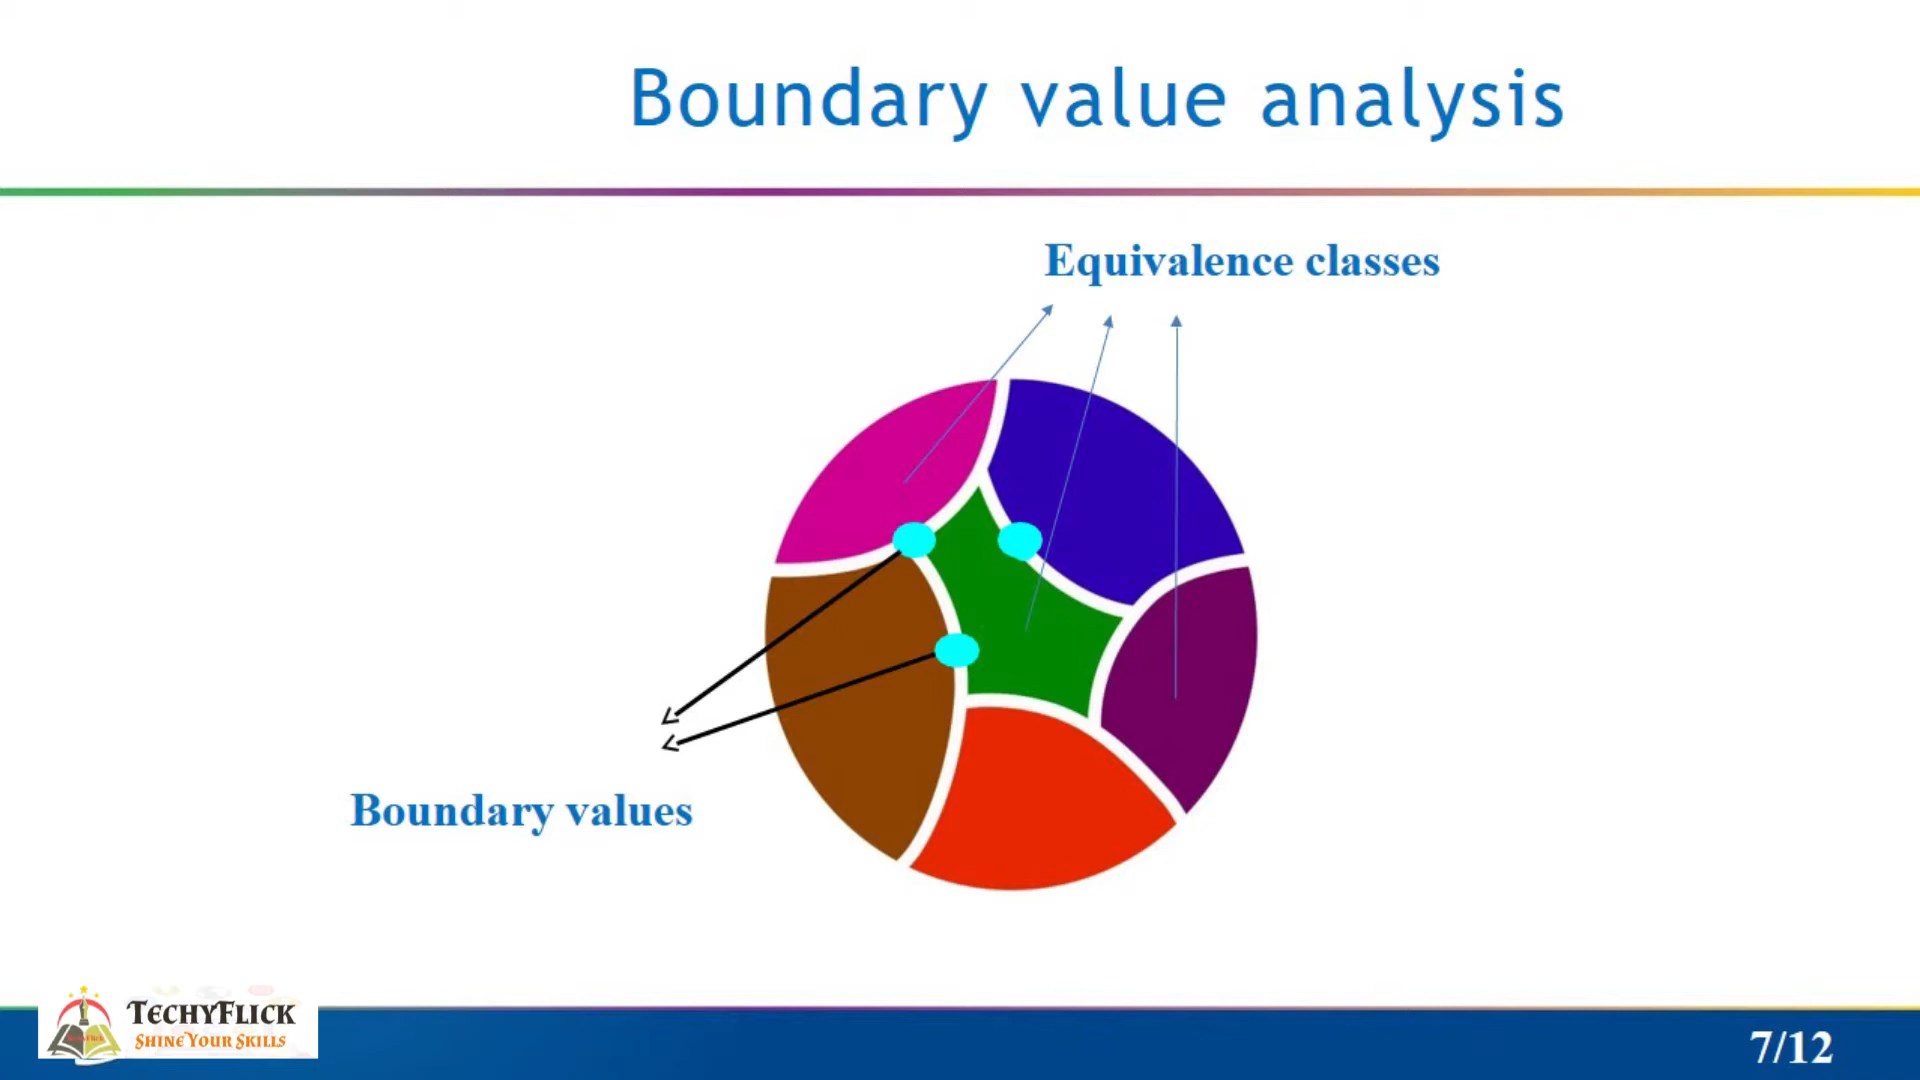 Boundary value analysis
Equivalence classes
Boundary values
TechyFlick
Shine Your Skills
7/12